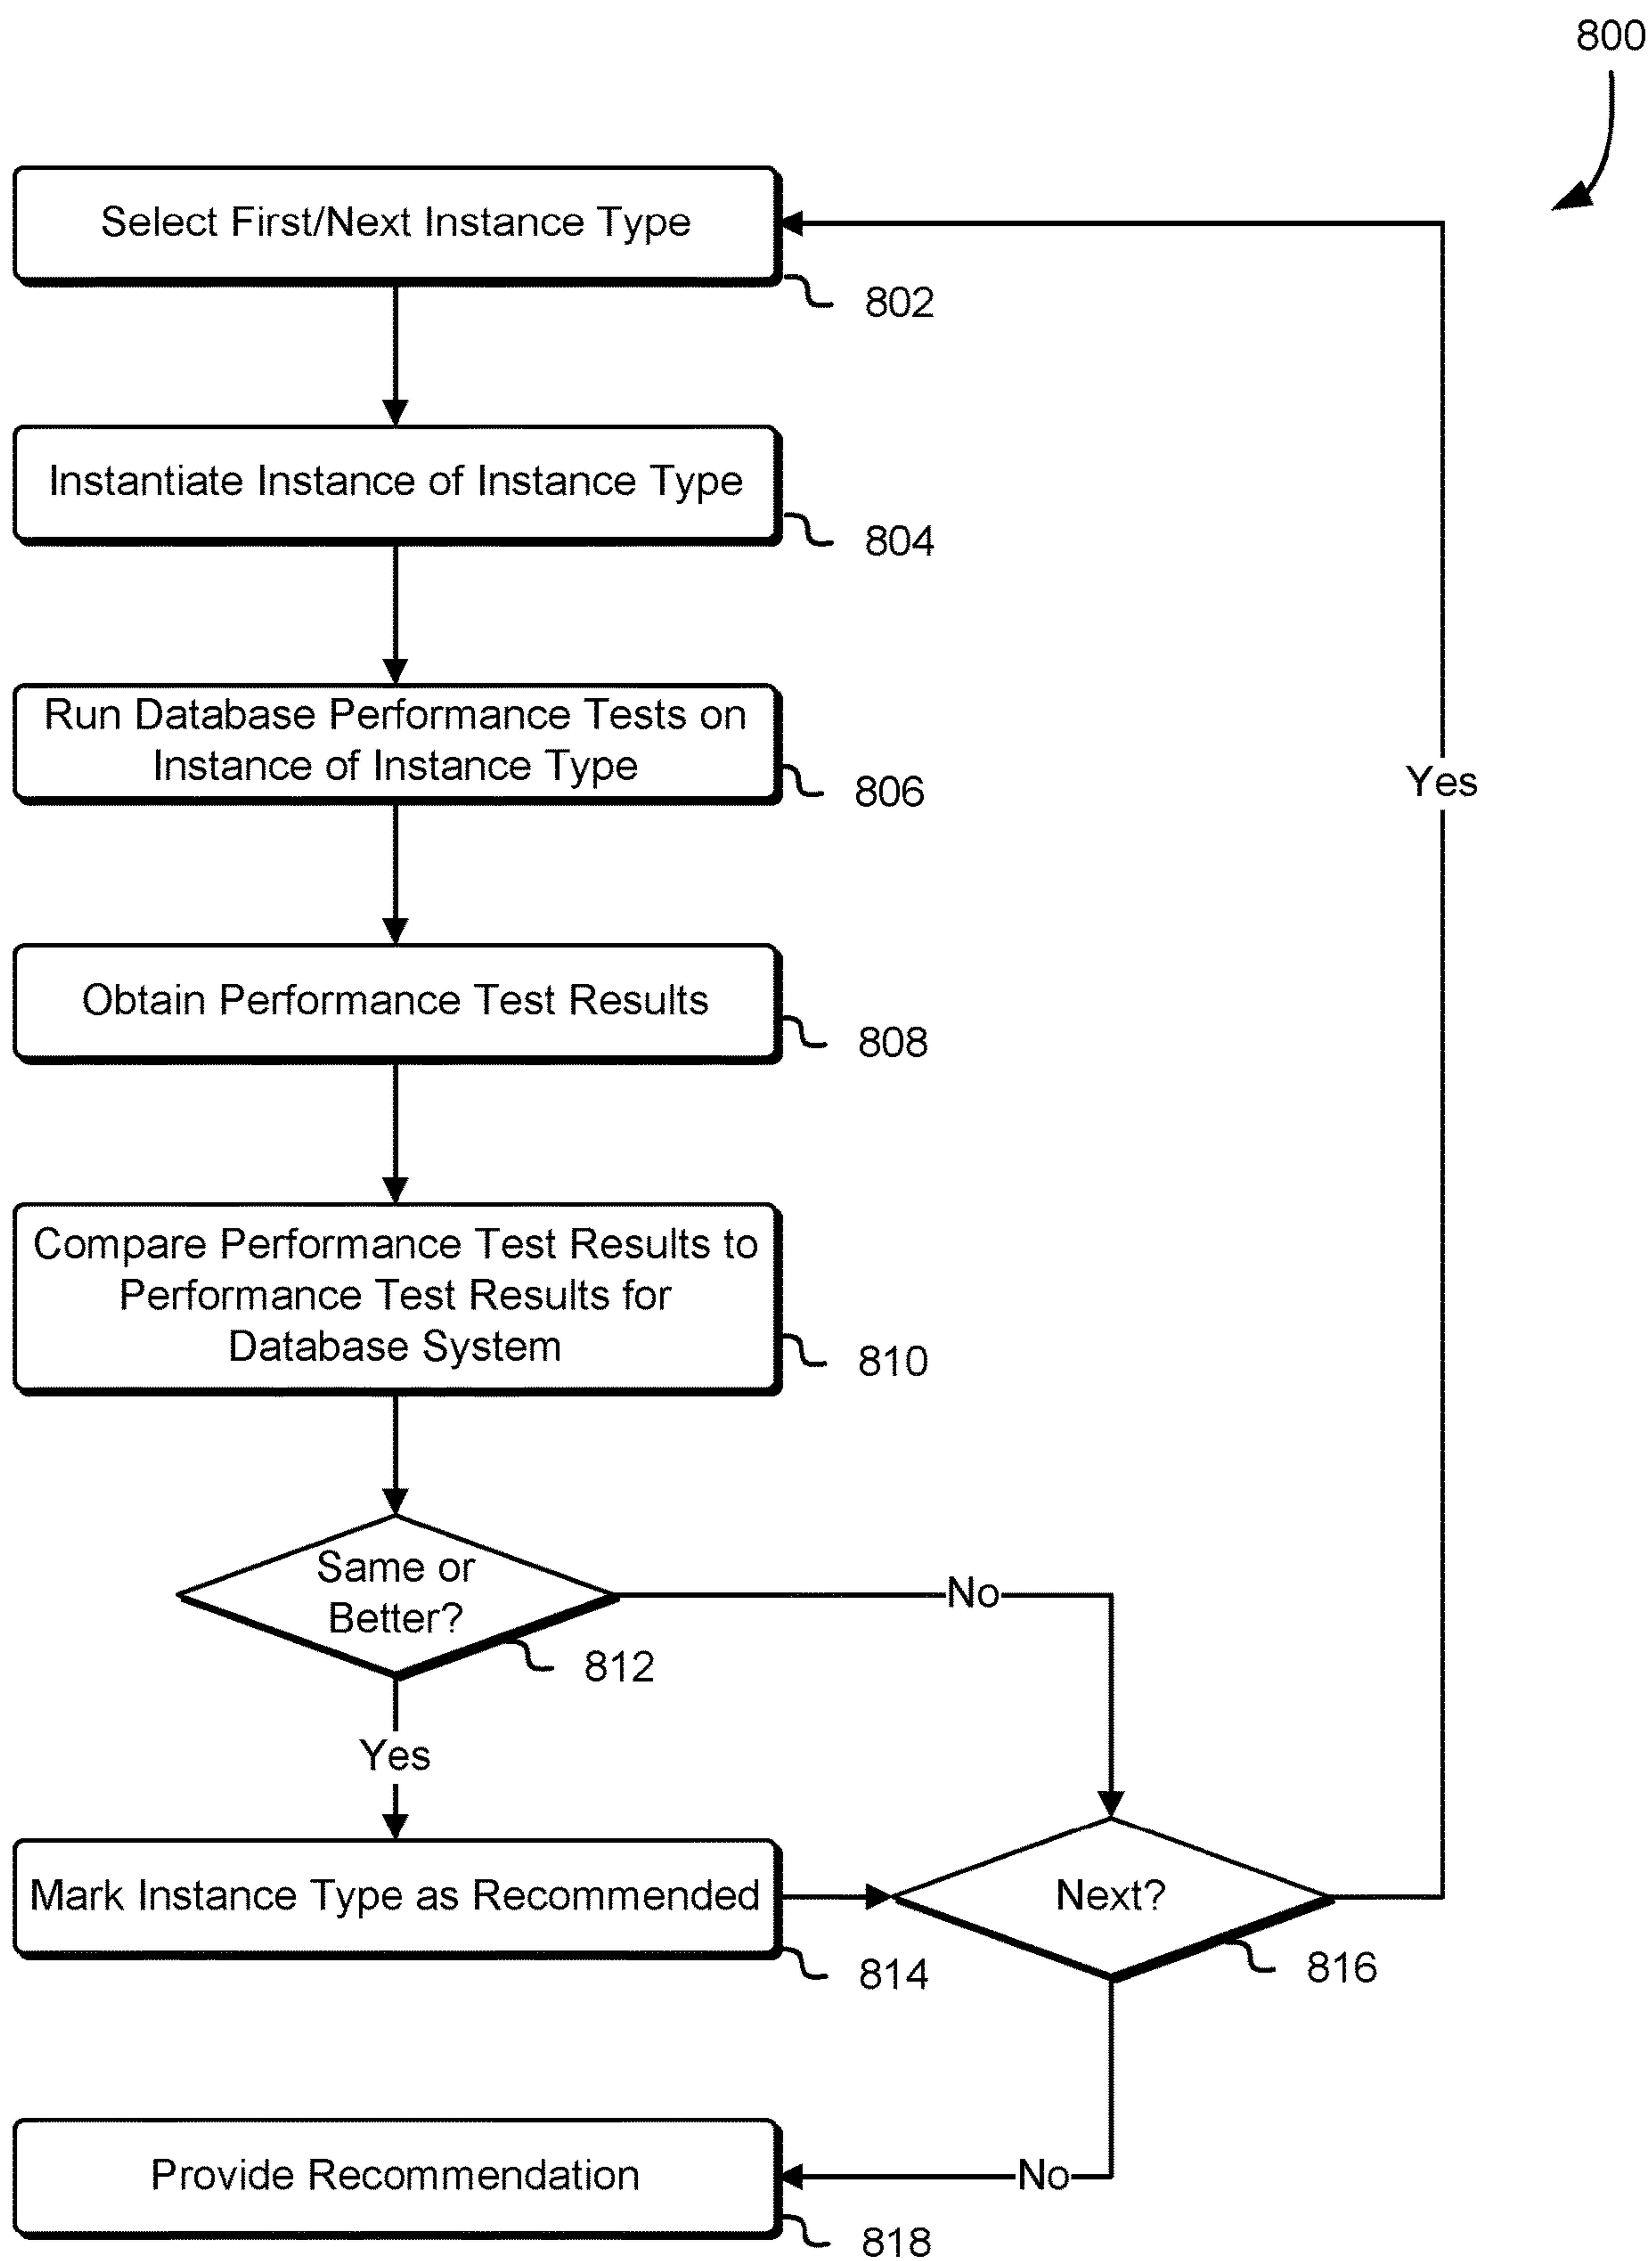 800
Select First/Next Instance Type
802
Instantiate Instance of Instance Type
804
Run Database Performance Tests on
Instance of Instance Type
806
Obtain Performance Test Results
808
Compare Performance Test Results to
Performance Test Results for
Database System
810
Same or
Better?
812
No
Yes
Yes
Mark Instance Type as Recommended
814
Next?
816
No
Provide Recommendation
818